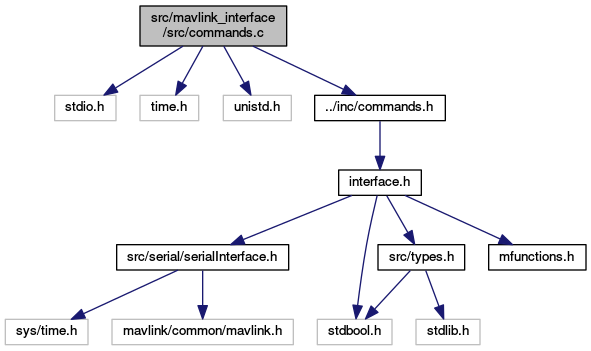 src/mavlink_interface
/src/commands.c
stdio.h
time.h
unistd.h
../inc/commands.h
interface.h
src/serial/serialInterface.h
src/types.h
mfunctions.h
sys/time.h
mavlink/common/mavlink.h
stdbool.h
stdlib.h